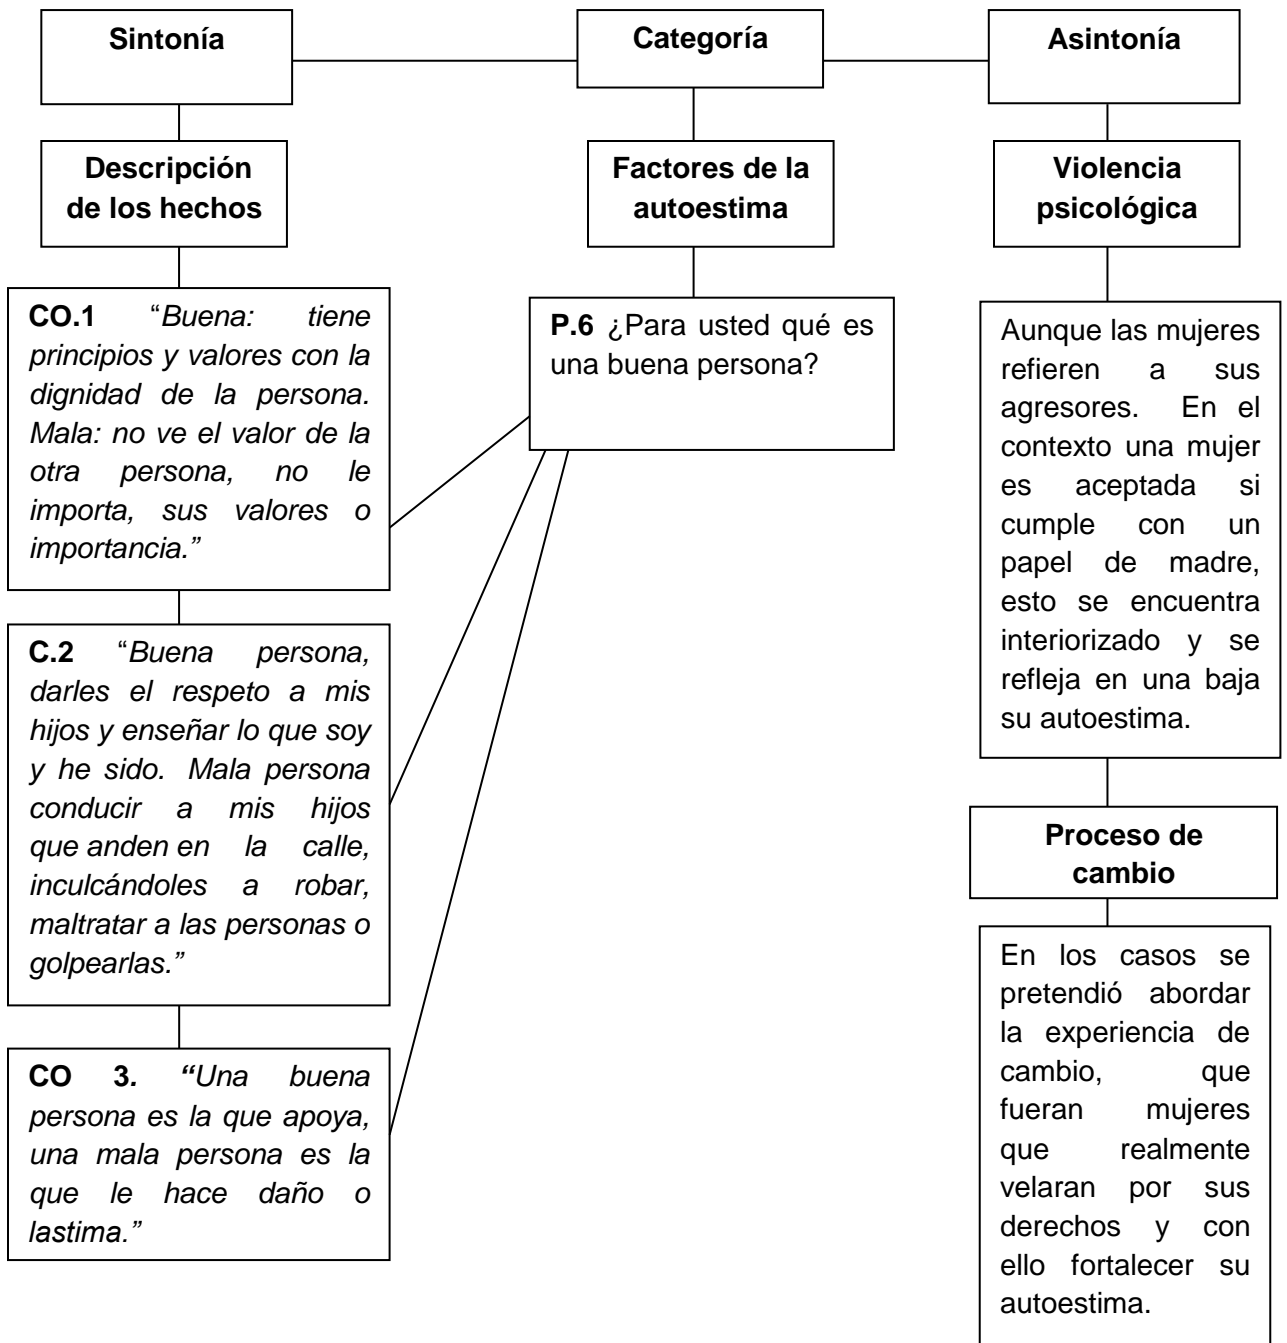 Sintonía
Categoría
Asintonía
Descripción
de los hechos
Factores de la
autoestima
Violencia
psicológica
CO.1 “Buena: tiene
principios y valores con la
dignidad de la persona.
Mala: no ve el valor de la
otra persona, no le
importa, sus valores o
importancia.”
P.6 ¿Para usted qué es
una buena persona?
Aunque las mujeres
refieren a sus
agresores. En el
contexto una mujer
es aceptada si
cumple con un
papel de madre,
esto se encuentra
interiorizado y se
refleja en una baja
su autoestima.
C.2 “Buena persona,
darles el respeto a mis
hijos y enseñar lo que soy
y he sido. Mala persona
conducir a mis hijos
que anden en la calle,
inculcándoles a robar,
maltratar a las personas o
golpearlas.”
Proceso de
cambio
CO 3. “Una buena
persona es la que apoya,
una mala persona es la
que le hace daño o
lastima.”
En los casos se
pretendió abordar
la experiencia de
cambio, que
fueran mujeres
que realmente
velaran por sus
derechos y con
ello fortalecer su
autoestima.